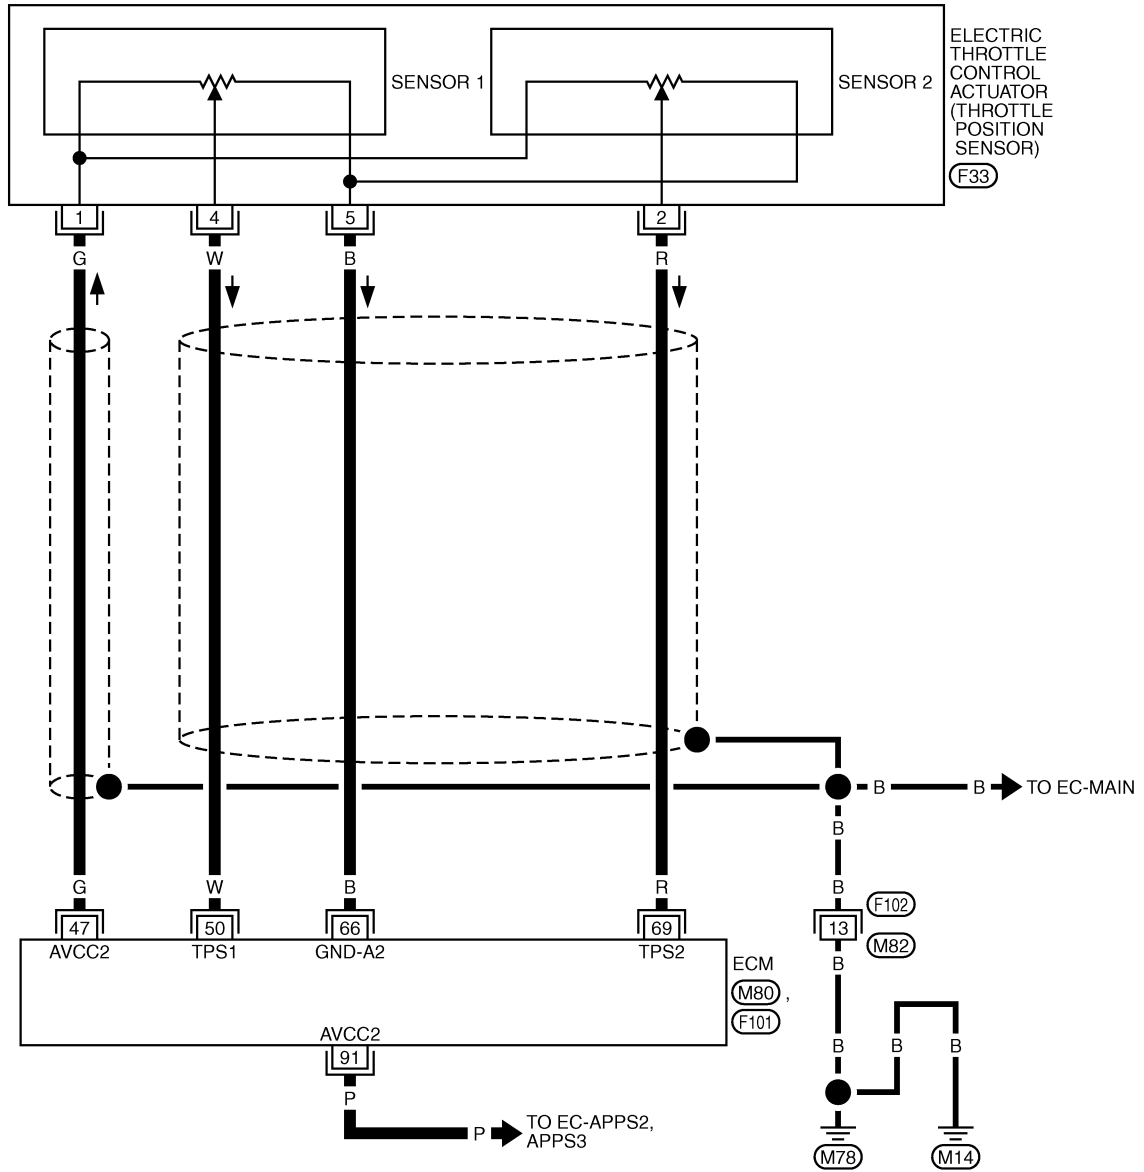 SENSOR 1
SENSOR 2
ELECTRIC
THROTTLE
CONTROL
ACTUATOR
(THROTTLE
POSITION
SENSOR)
F33
1
4
5
2
G
W
B
R
B
B
TO EC-MAIN
B
G
W
B
R
B
47
50
66
69
13
F102
M82
AVCC2
TPS1
GND-A2
TPS2
B
ECM
M80 ,
F101
AVCC2
91
B
B
B
P
P
TO EC-APPS2,
APPS3
M78
M14